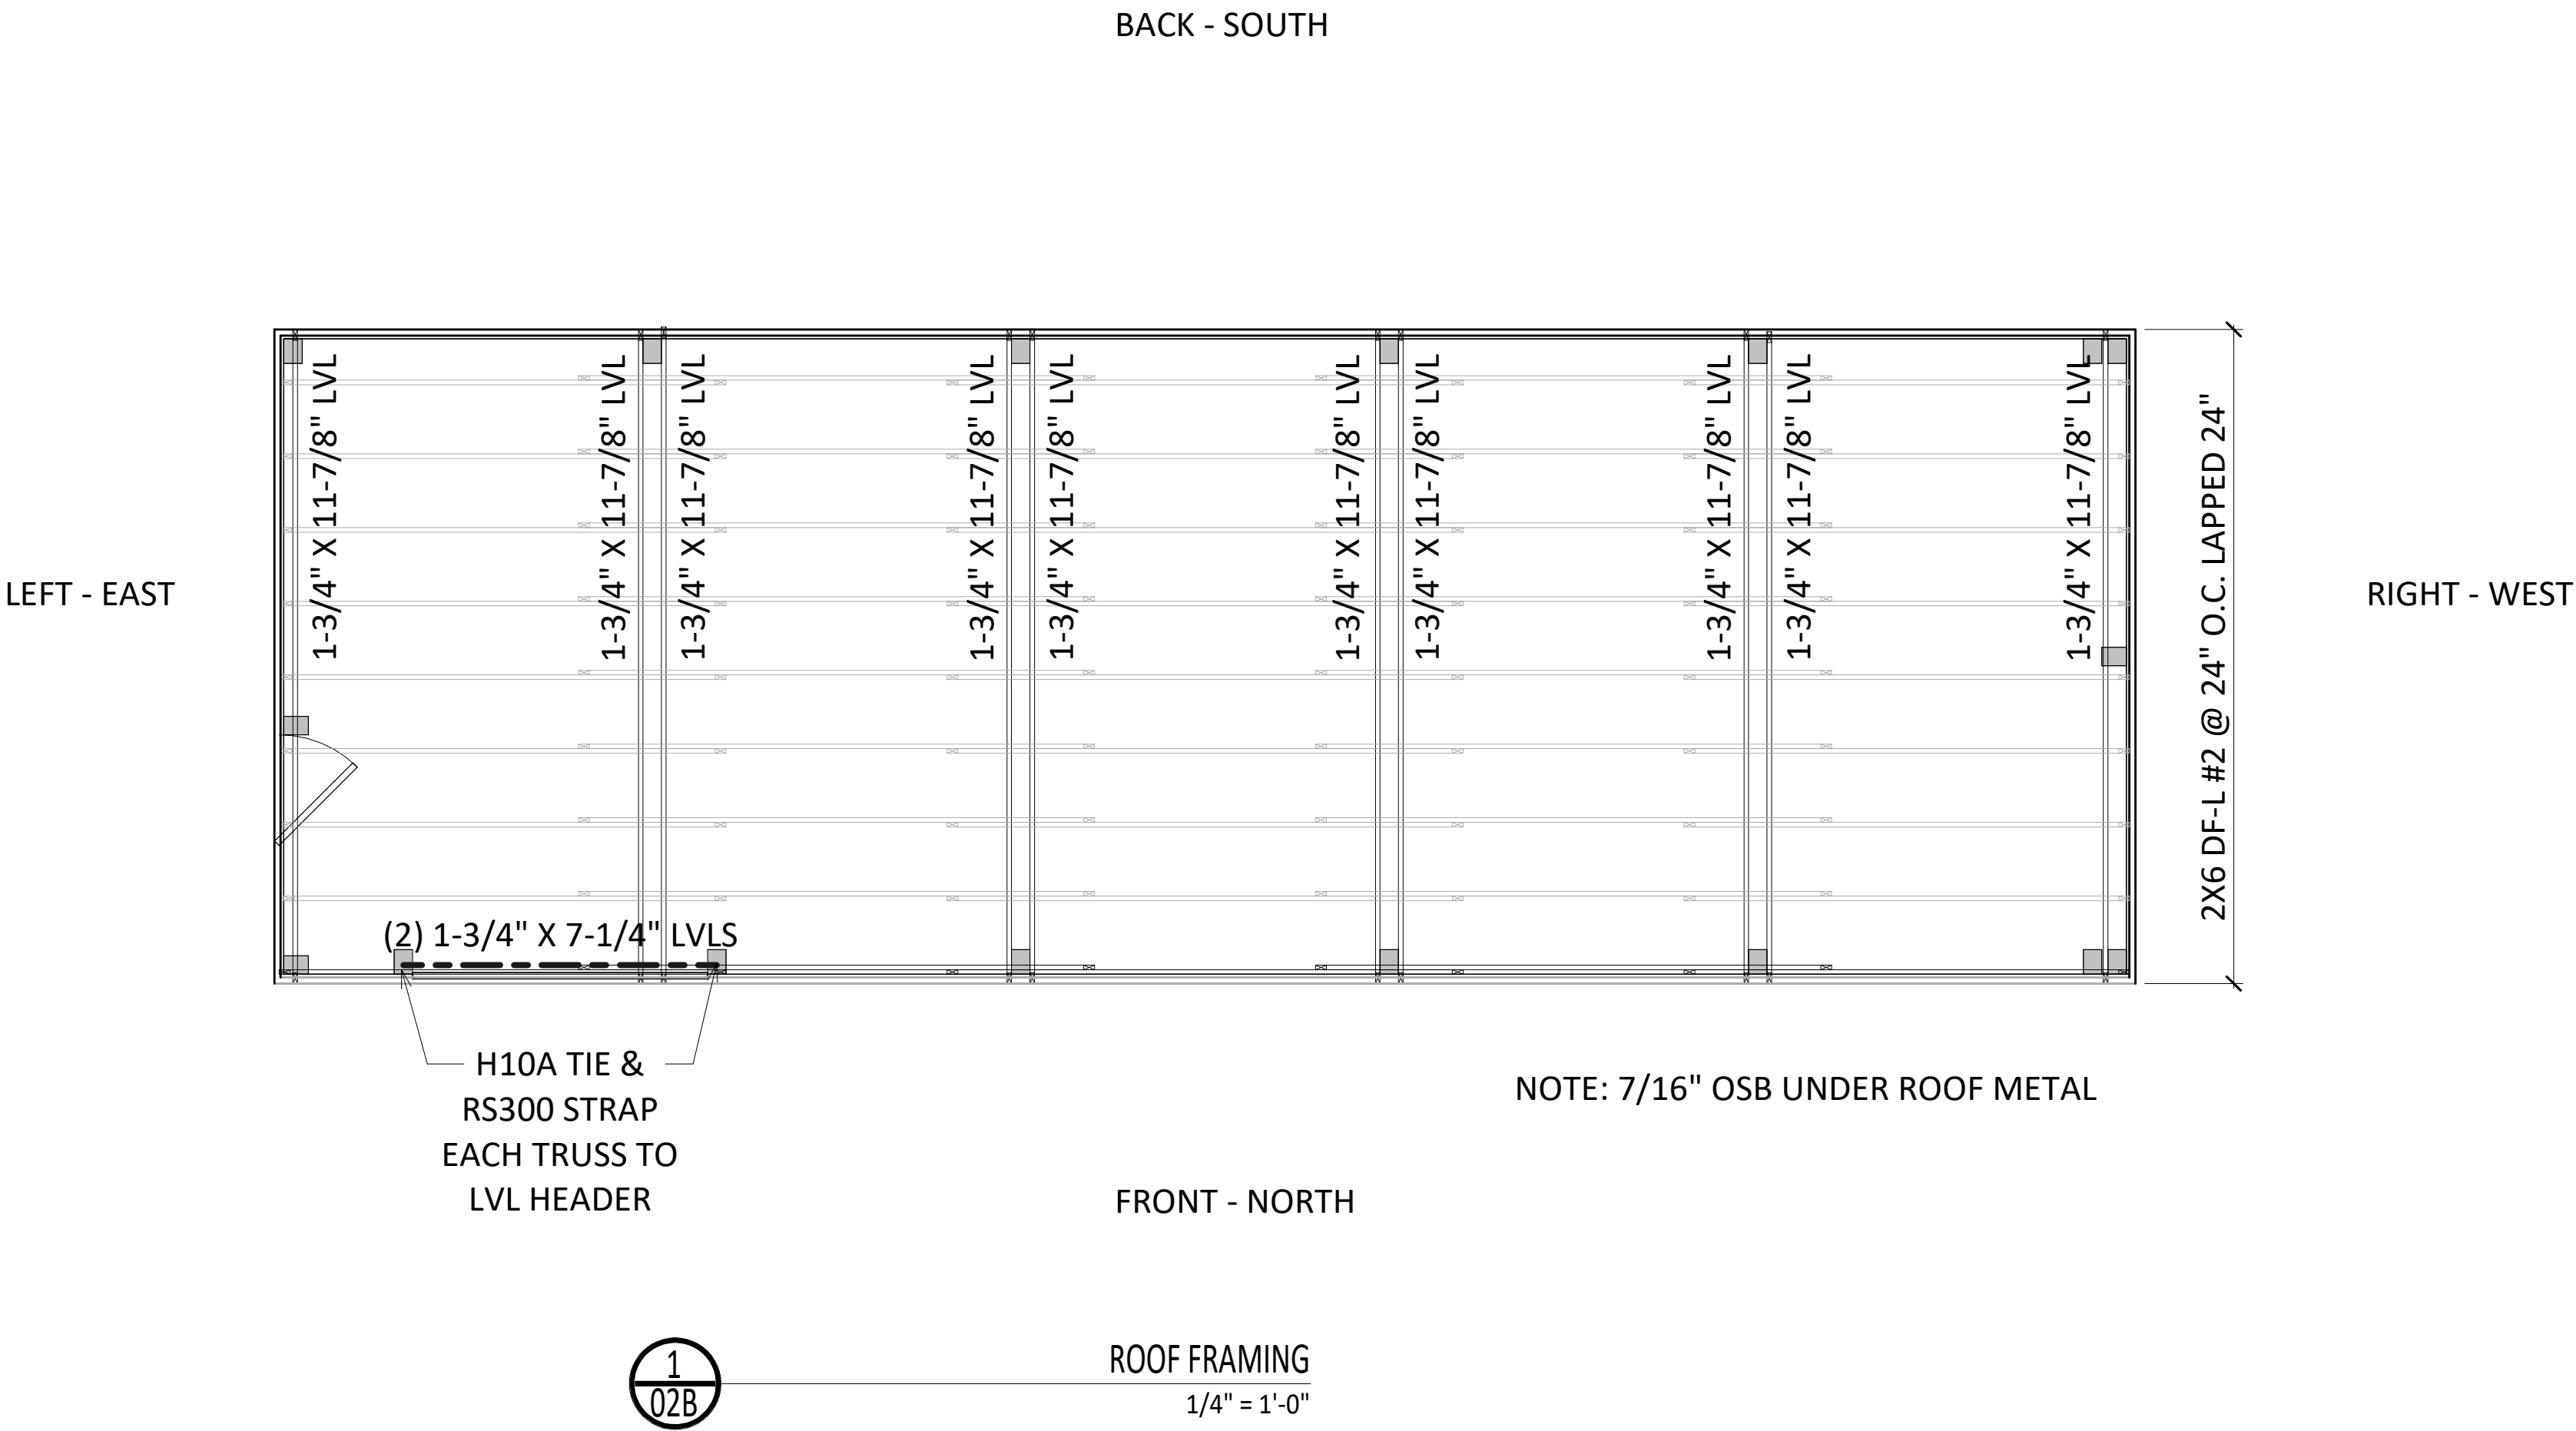 BACK - SOUTH
1-3/4" X 11-7/8" LVL
1-3/4" X 11-7/8" LVL
1-3/4" X 11-7/8" LVL
1-3/4" X 11-7/8" LVL
1-3/4" X 11-7/8" LVL
1-3/4" X 11-7/8" LVL
1-3/4" X 11-7/8" LVL
1-3/4" X 11-7/8" LVL
1-3/4" X 11-7/8" LVL
1-3/4" X 11-7/8" LVL
2X6 DF-L #2 @ 24" O.C. LAPPED 24"
LEFT - EAST
RIGHT - WEST
(2) 1-3/4" X 7-1/4" LVLS
H10A TIE &
RS300 STRAP
EACH TRUSS TO
LVL HEADER
NOTE: 7/16" OSB UNDER ROOF METAL
FRONT - NORTH
1
02B
ROOF FRAMING
1/4" = 1'-0"